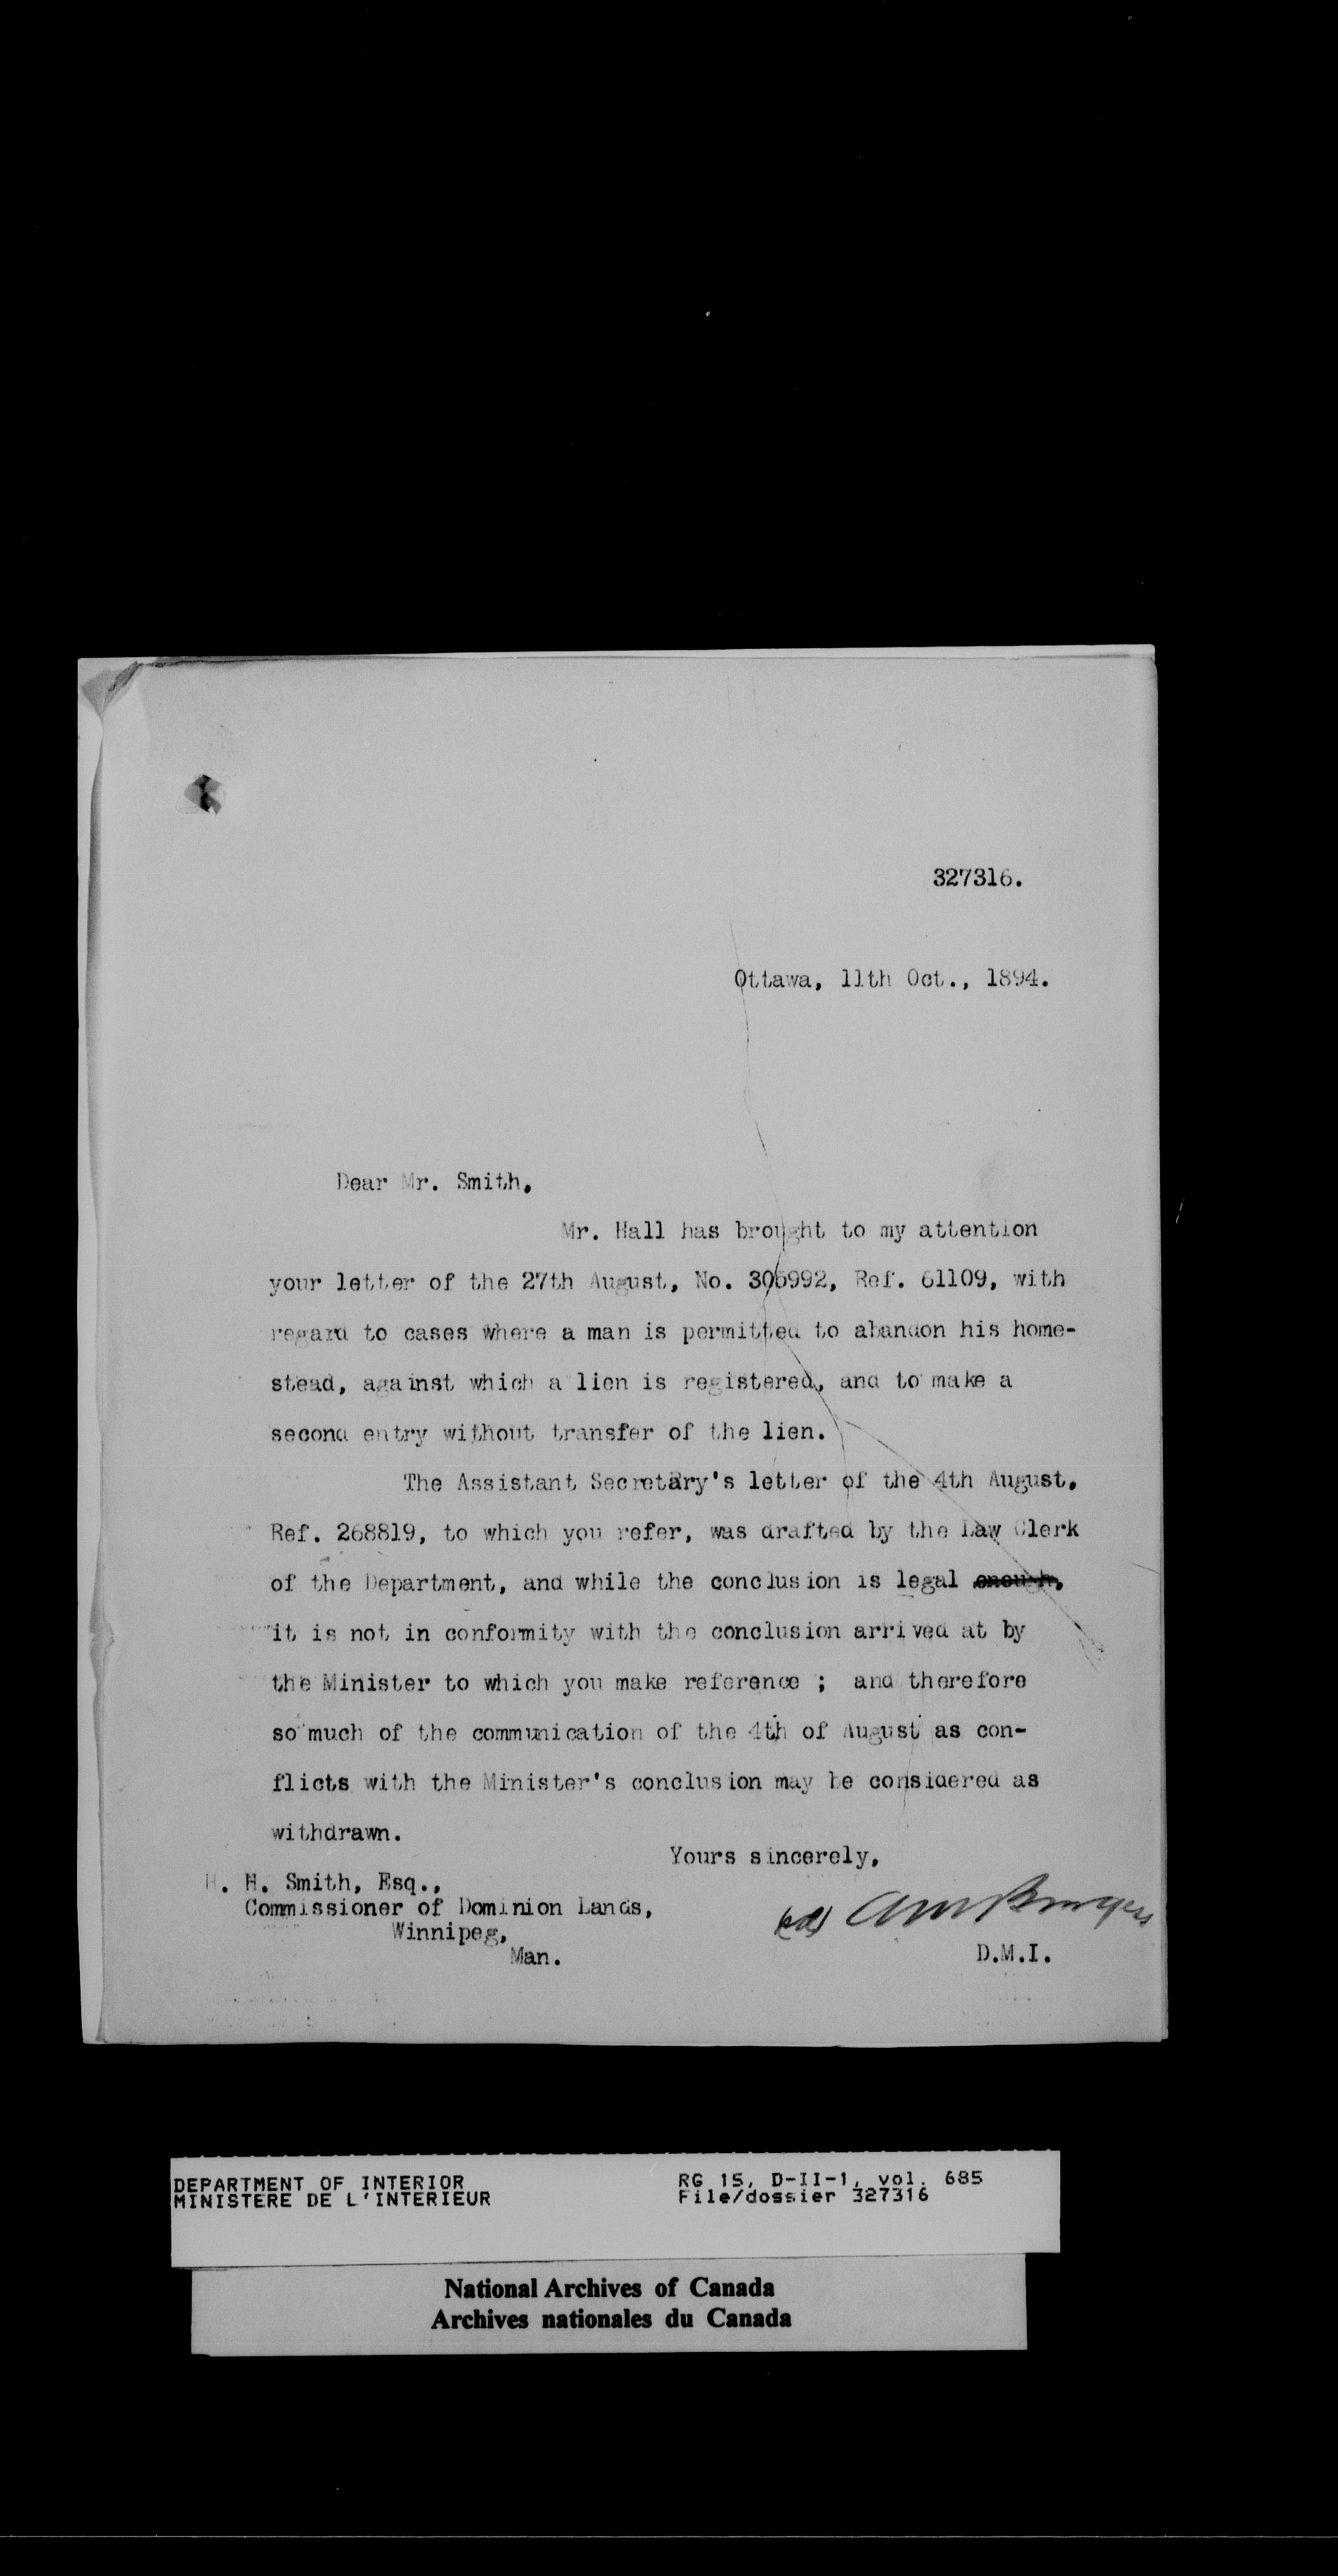 327316.
Ottawa, 11th Oct., 1894.
Dear Mr. Smith,
Mr. Hall has brought to my attention
your letter of the 27th August, No. 305992, Ref. 61109, with
regard to cases where a man is permitted to abandon his home-
stead, against which a lien is registered, and to make a
second entry without transfer of the lien.
The Assistant Secretary's letter of the 4th August,
Ref. 268819, to which you refer, was drafted by the Law Clerk
of the Department, and while the conclusion is legal enough,
it is not in conformity with the conclusion arrived at by
the Minister to which you make reference ; and therefore
so much of the communication of the 4th of August as con-
flicts with the Minister's conclusion may be considered as
withdrawn.
Yours sincerely,
H. H. Smith, Esq.,
Commissioner of Dominion Lands,
Winnipeg,
Man.
A M Burgess
D.M.I.
DEPARTMENT OF INTERIOR
MINISTERE DE L'INTERIEUR
RG 15, D-II-1, vol. 685
File/dossier 327316
National Archives of Canada
Archives nationales du Canada